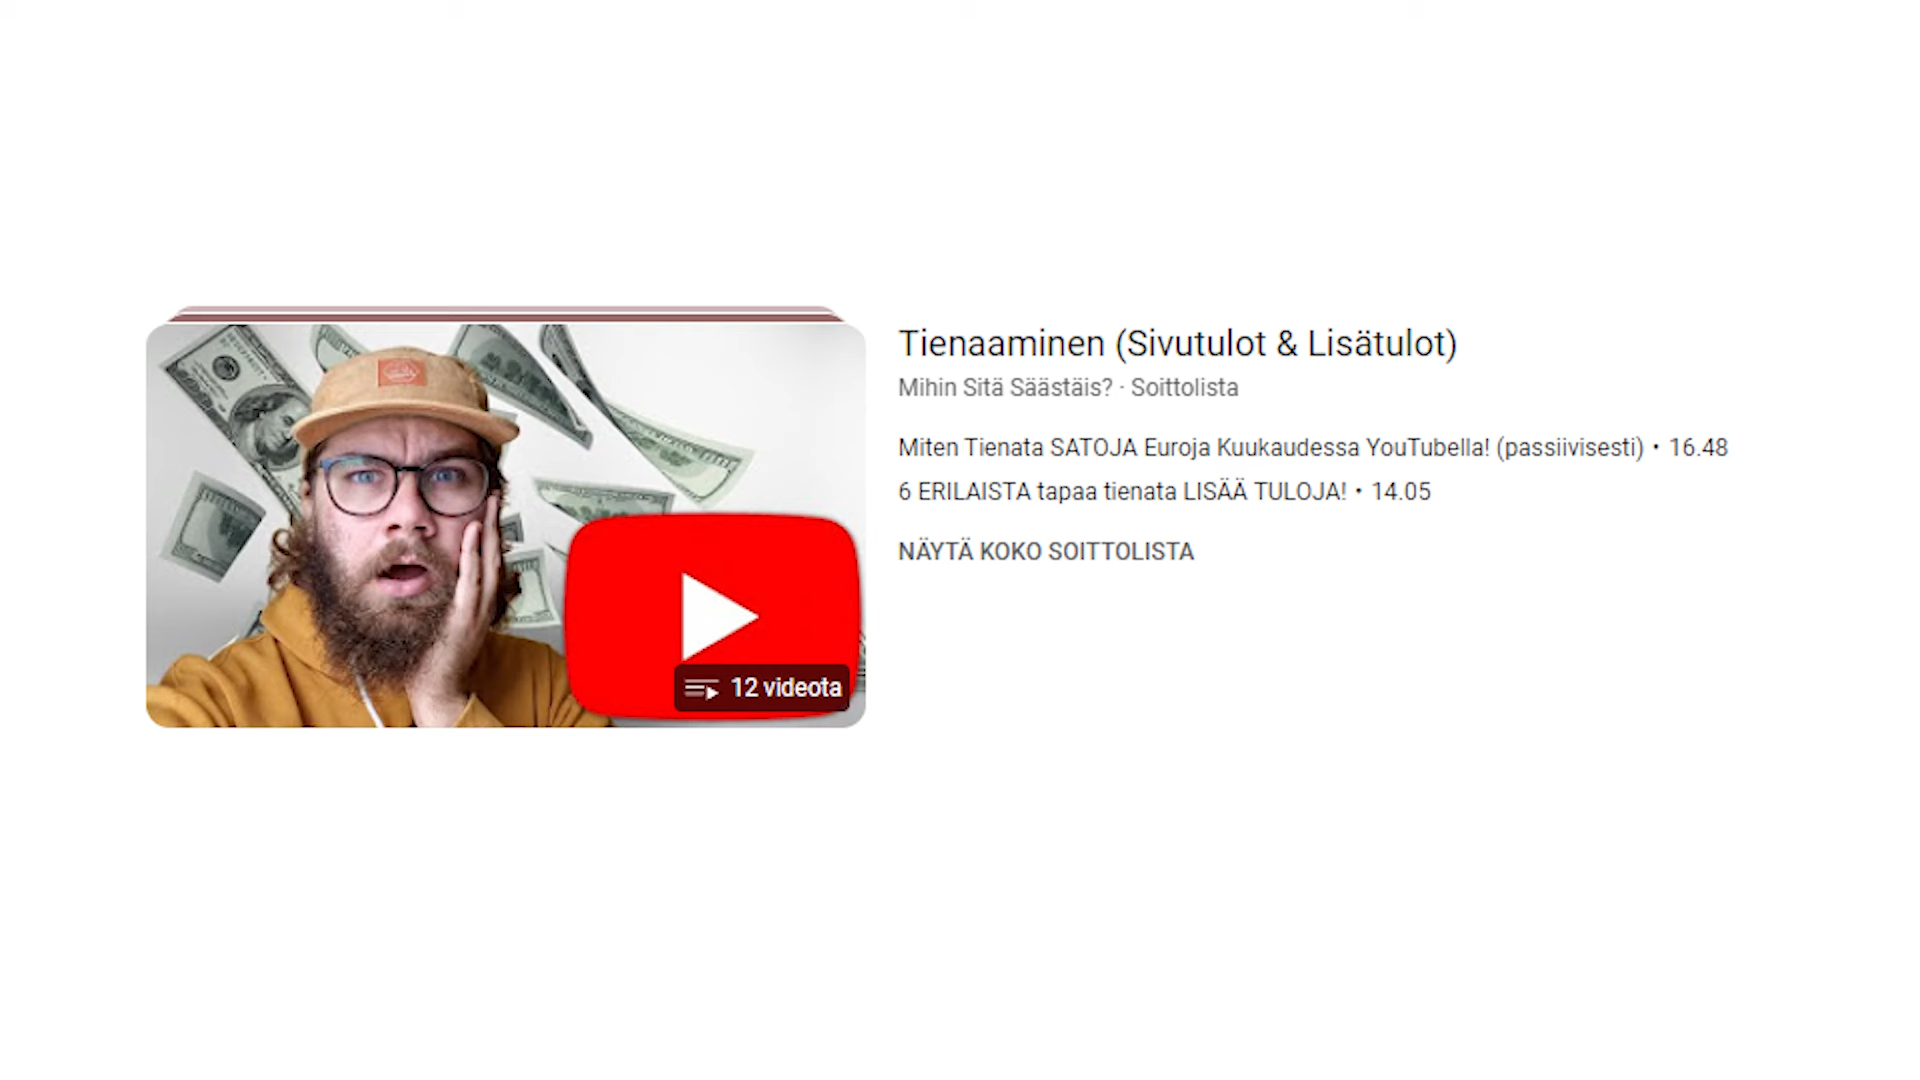 Tienaaminen (Sivutulot & Lisätulot)
Mihin Sitä Säästäis? · Soittolista
Miten Tienata SATOJA Euroja Kuukaudessa YouTubella! (passiivisesti) • 16.48
6 ERILAISTA tapaa tienata LISÄÄ TULOJA! • 14.05
NÄYTÄ KOKO SOITTOLISTA
12 videota